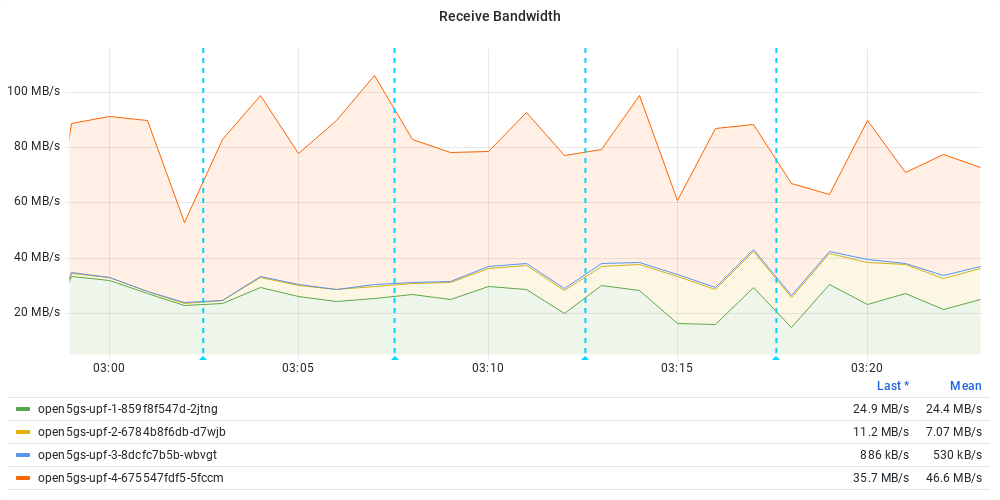 Receive Bandwidth
100 MB/s
80 MB/s
60 MB/s
40 MB/s
20 MB/s
03:00 03:05 03:10 03:15 03:20
Last * Mean
open5gs-upf-1-859f8f547d-2jtng 24.9 MB/s 24.4 MB/s
open5gs-upf-2-6784b8f6db-d7wjb 11.2 MB/s 7.07 MB/s
open5gs-upf-3-8dcfc7b5b-wbvgt 886 kB/s 530 kB/s
open5gs-upf-4-675547fdf5-5fccm 35.7 MB/s 46.6 MB/s